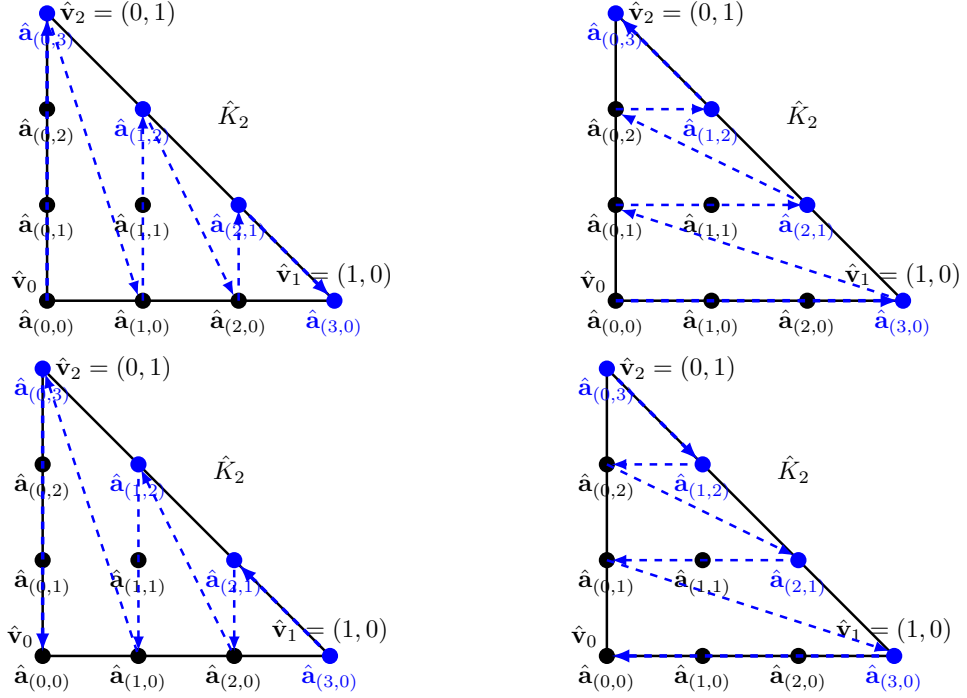 v̂₂ = (0, 1)
â₍₀,₃₎
K̂₂
â₍₀,₂₎
â₍₁,₂₎
â₍₀,₁₎
â₍₁,₁₎
â₍₂,₁₎
v̂₀
v̂₁ = (1, 0)
â₍₀,₀₎
â₍₁,₀₎
â₍₂,₀₎
â₍₃,₀₎
v̂₂ = (0, 1)
â₍₀,₃₎
K̂₂
â₍₀,₂₎
â₍₁,₂₎
â₍₀,₁₎
â₍₁,₁₎
â₍₂,₁₎
v̂₀
v̂₁ = (1, 0)
â₍₀,₀₎
â₍₁,₀₎
â₍₂,₀₎
â₍₃,₀₎
v̂₂ = (0, 1)
â₍₀,₃₎
K̂₂
â₍₀,₂₎
â₍₁,₂₎
â₍₀,₁₎
â₍₁,₁₎
â₍₂,₁₎
v̂₀
v̂₁ = (1, 0)
â₍₀,₀₎
â₍₁,₀₎
â₍₂,₀₎
â₍₃,₀₎
v̂₂ = (0, 1)
â₍₀,₃₎
K̂₂
â₍₀,₂₎
â₍₁,₂₎
â₍₀,₁₎
â₍₁,₁₎
â₍₂,₁₎
v̂₀
v̂₁ = (1, 0)
â₍₀,₀₎
â₍₁,₀₎
â₍₂,₀₎
â₍₃,₀₎